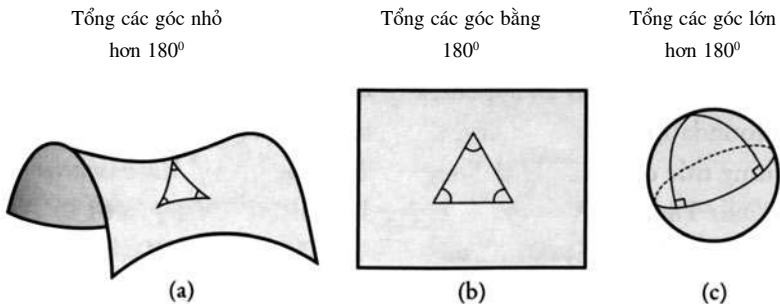 Tổng các góc nhỏ
hơn 180⁰
Tổng các góc bằng
180⁰
Tổng các góc lớn
hơn 180⁰
(a)
(b)
(c)